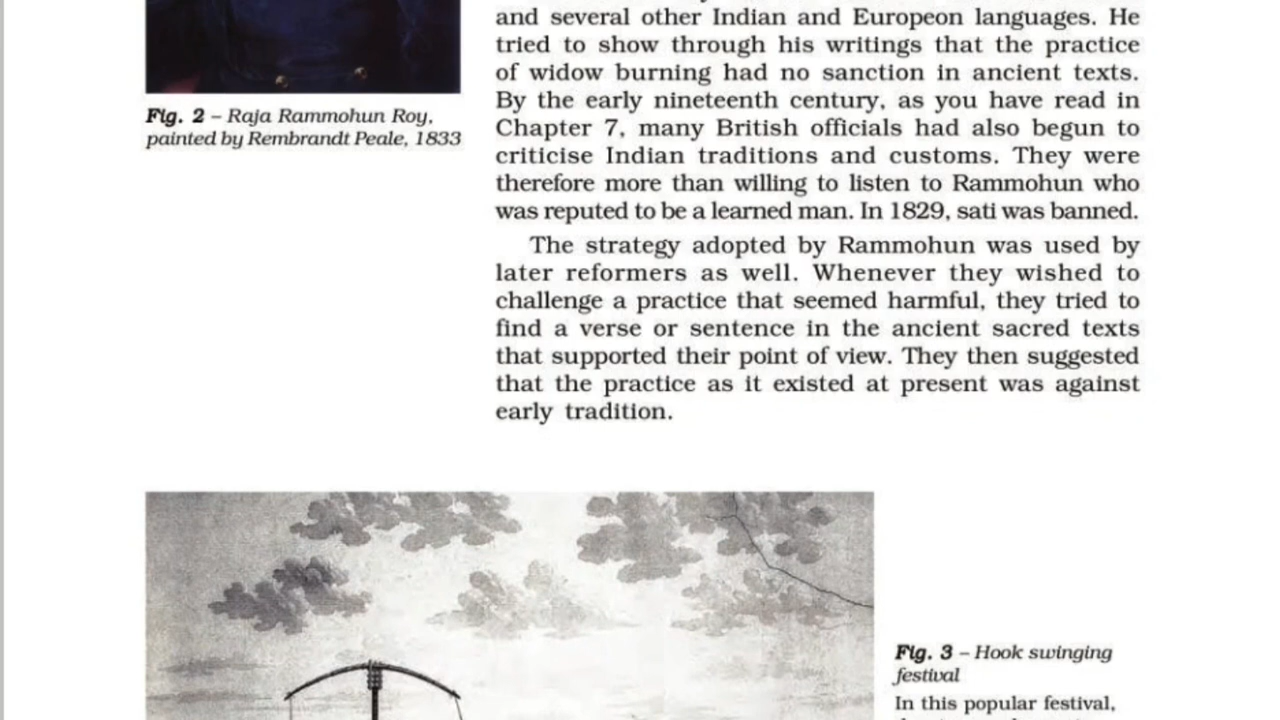 and several other Indian and Europeon languages. He
tried to show through his writings that the practice
of widow burning had no sanction in ancient texts.
By the early nineteenth century, as you have read in
Chapter 7, many British officials had also begun to
criticise Indian traditions and customs. They were
therefore more than willing to listen to Rammohun who
was reputed to be a learned man. In 1829, sati was banned.
Fig. 2 – Raja Rammohun Roy,
painted by Rembrandt Peale, 1833
The strategy adopted by Rammohun was used by
later reformers as well. Whenever they wished to
challenge a practice that seemed harmful, they tried to
find a verse or sentence in the ancient sacred texts
that supported their point of view. They then suggested
that the practice as it existed at present was against
early tradition.
Fig. 3 – Hook swinging
festival
In this popular festival,